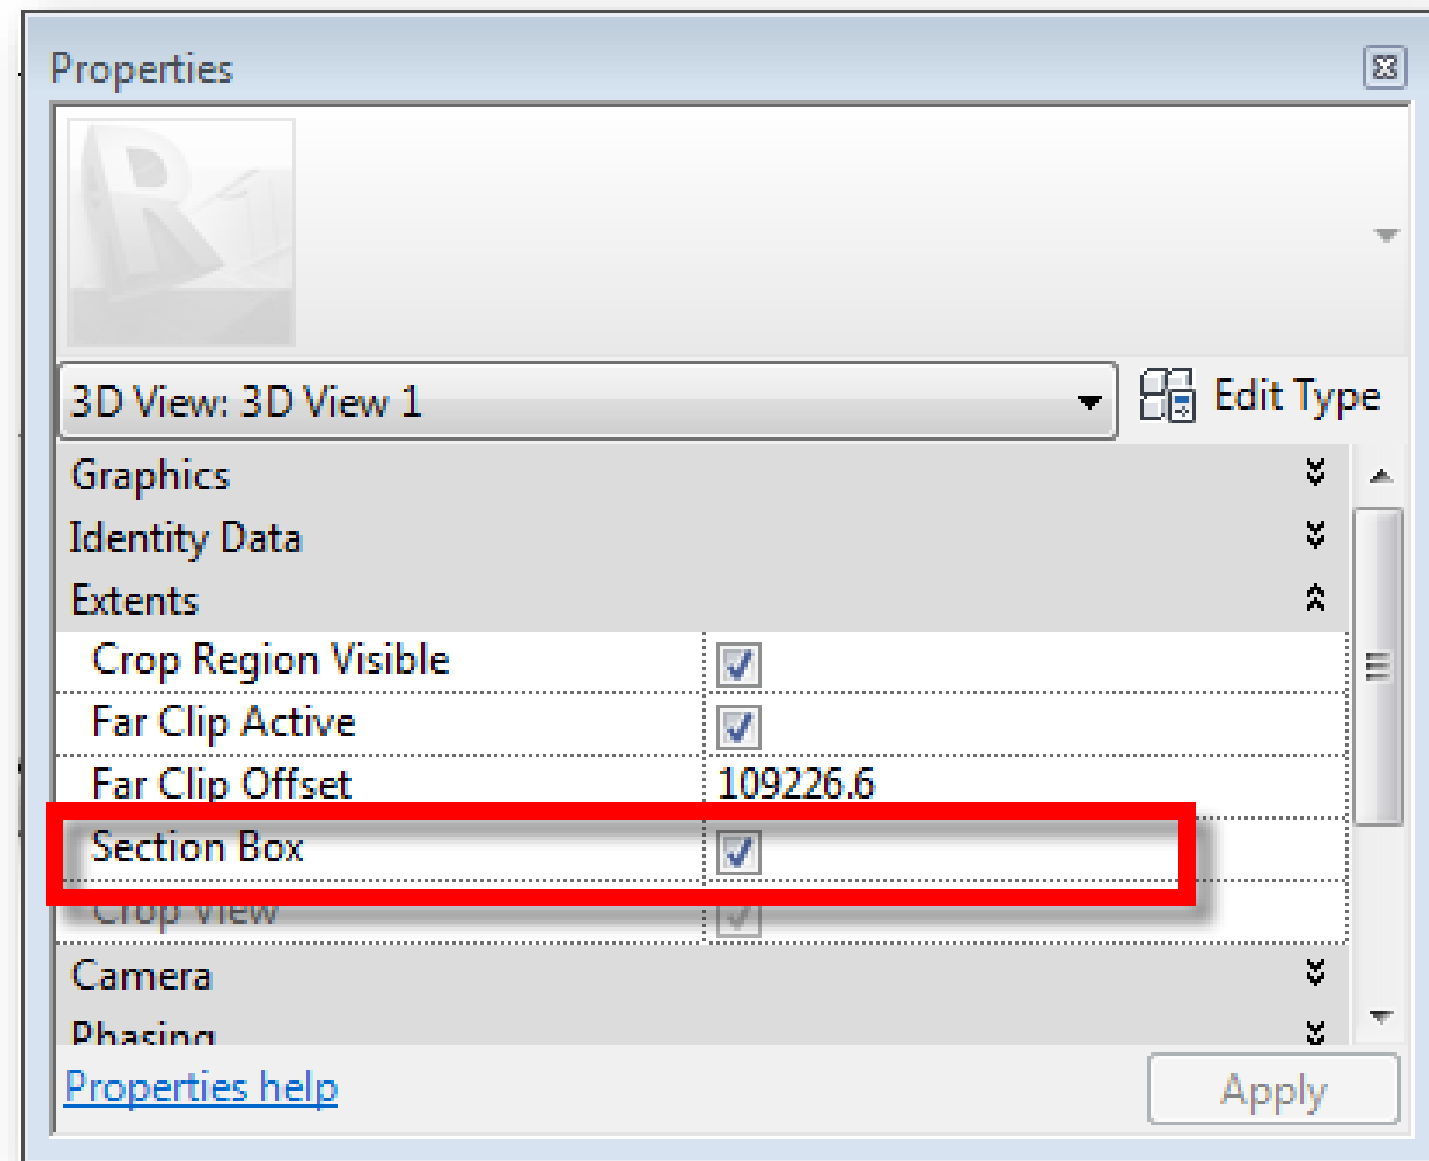 Properties
R
3D View: 3D View 1
Edit Type
Graphics
Identity Data
Extents
Crop Region Visible
Far Clip Active
Far Clip Offset 109226.6
Section Box
Crop View
Camera
Phasing
Properties help
Apply